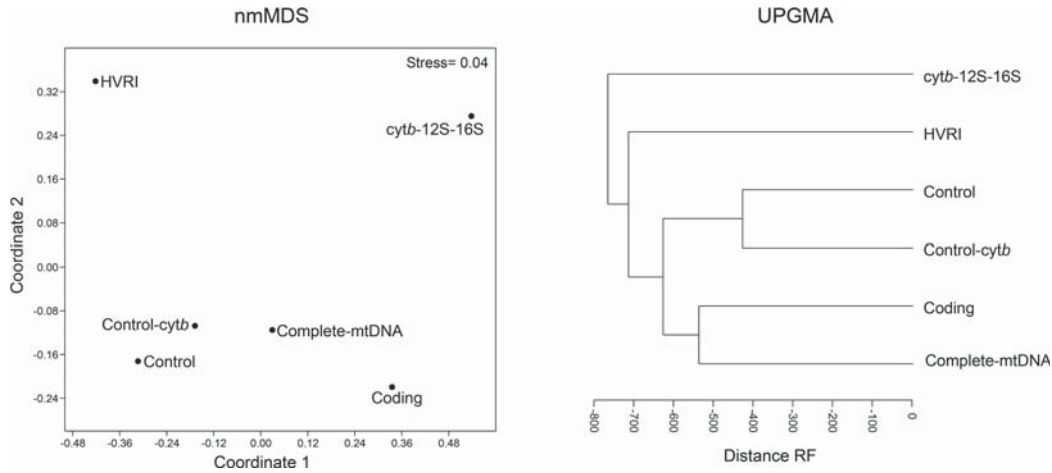 nmMDS
Stress= 0.04
HVRI
cytb-12S-16S
Control-cytb
Control
Complete-mtDNA
Coding
0.32
0.24
0.16
0.08
0.00
-0.08
-0.16
-0.24
Coordinate 2
-0.48 -0.36 -0.24 -0.12 0.00 0.12 0.24 0.36 0.48
Coordinate 1
UPGMA
cytb-12S-16S
HVRI
Control
Control-cytb
Coding
Complete-mtDNA
-800 -700 -600 -500 -400 -300 -200 -100 0
Distance RF